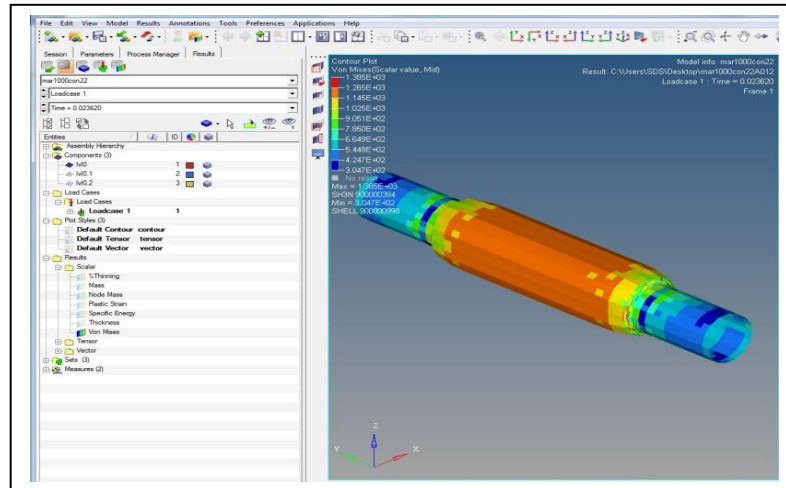 File Edit View Model Results Annotations Tools Preferences Applications Help
Session Parameters Process Manager Results
mar1000con22
Loadcase 1
Time = 0.023620
Entities ID
Assembly Hierarchy
Components (3)
lvl0 1
lvl0.1 2
lvl0.2 3
Load Cases
Load Cases
Loadcase 1 1
Plot Styles (3)
Default Contour contour
Default Tensor tensor
Default Vector vector
Results
Scalar
%Thinning
Mass
Node Mass
Plastic Strain
Specific Energy
Thickness
Von Mises
Tensor
Vector
Sets (3)
Measures (2)
Contour Plot
Von Mises(Scalar value, Mid)
1.385E+03
1.265E+03
1.145E+03
1.025E+03
9.051E+02
7.850E+02
6.649E+02
5.448E+02
4.247E+02
3.047E+02
No result
Max = 1.385E+03
SH3N 900000394
Min = 3.047E+02
SHELL 900000998
Model info: mar1000con22
Result: C:\Users\SDS\Desktop\mar1000con22A012
Loadcase 1 : Time = 0.023620
Frame 1
Z
Y
X